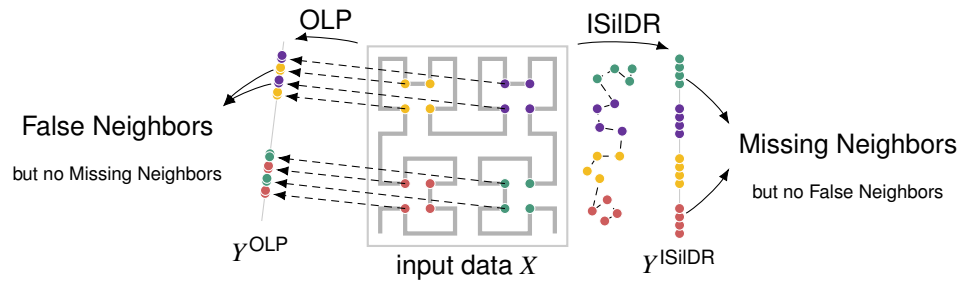 OLP
ISilDR
False Neighbors
but no Missing Neighbors
Missing Neighbors
but no False Neighbors
Y^OLP
input data X
Y^ISilDR